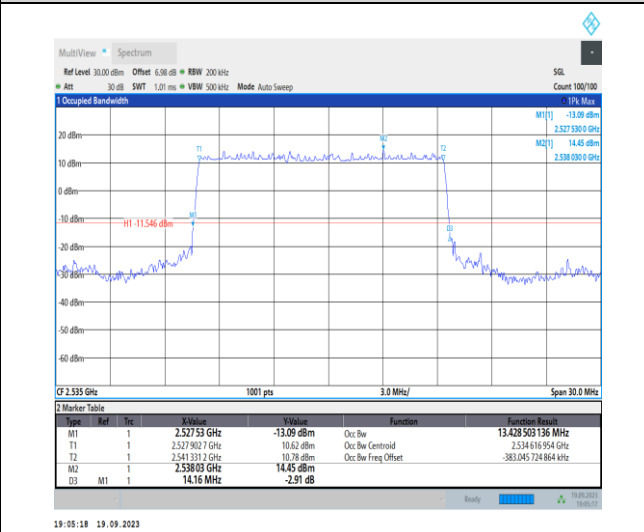 MultiView Spectrum
Ref Level 30.00 dBm Offset 6.98 dB RBW 200 kHz SGL
Att 30 dB SWT 1.01 ms VBW 500 kHz Mode Auto Sweep Count 100/100
1 Occupied Bandwidth 1Pk Max
M1[1] -13.09 dBm
2.527 530 0 GHz
M2[1] 14.45 dBm
2.538 030 0 GHz
20 dBm
T1 M2 T2
10 dBm
0 dBm
-10 dBm
M1
H1 -11.546 dBm
D3
-20 dBm
-30 dBm
-40 dBm
-50 dBm
-60 dBm
CF 2.535 GHz 1001 pts 3.0 MHz/ Span 30.0 MHz
2 Marker Table
Type Ref Trc X-Value Y-Value Function Function Result
M1 1 2.52753 GHz -13.09 dBm Occ Bw 13.428 503 136 MHz
T1 1 2.527 902 7 GHz 10.62 dBm Occ Bw Centroid 2.534 616 954 GHz
T2 1 2.541 331 2 GHz 10.78 dBm Occ Bw Freq Offset -383.045 724 864 kHz
M2 1 2.53803 GHz 14.45 dBm
D3 M1 1 14.16 MHz -2.91 dB
Ready 19.09.2023
19:05:17
19:05:18 19.09.2023